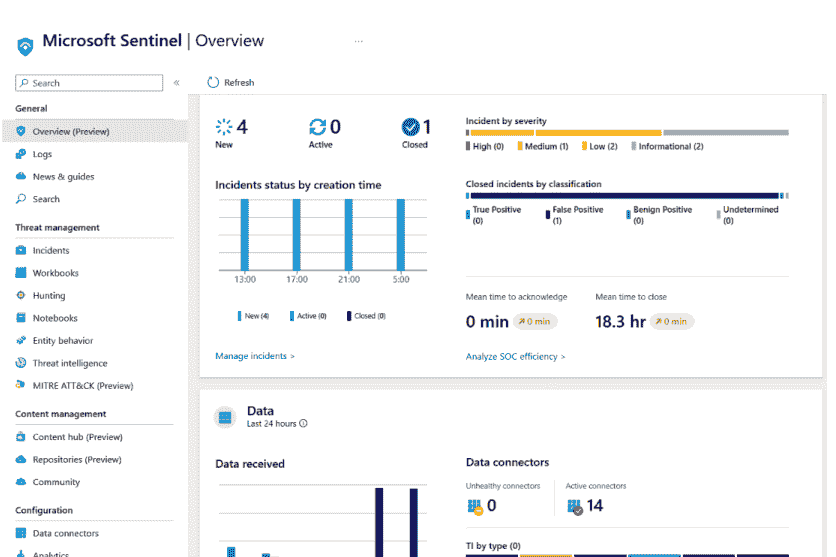 Microsoft Sentinel | Overview ...
Search «
General
Overview (Preview)
Logs
News & guides
Search
Threat management
Incidents
Workbooks
Hunting
Notebooks
Entity behavior
Threat intelligence
MITRE ATT&CK (Preview)
Content management
Content hub (Preview)
Repositories (Preview)
Community
Configuration
Data connectors
Analytics
Refresh
4 0 1
New Active Closed
Incidents status by creation time
13:00 17:00 21:00 5:00
New (4) Active (0) Closed (0)
Manage incidents >
Incident by severity
High (0) Medium (1) Low (2) Informational (2)
Closed incidents by classification
True Positive (0)
False Positive (1)
Benign Positive (0)
Undetermined (0)
Mean time to acknowledge
0 min 0 min
Mean time to close
18.3 hr 0 min
Analyze SOC efficiency >
Data
Last 24 hours
Data received
Data connectors
Unhealthy connectors
0
Active connectors
14
TI by type (0)